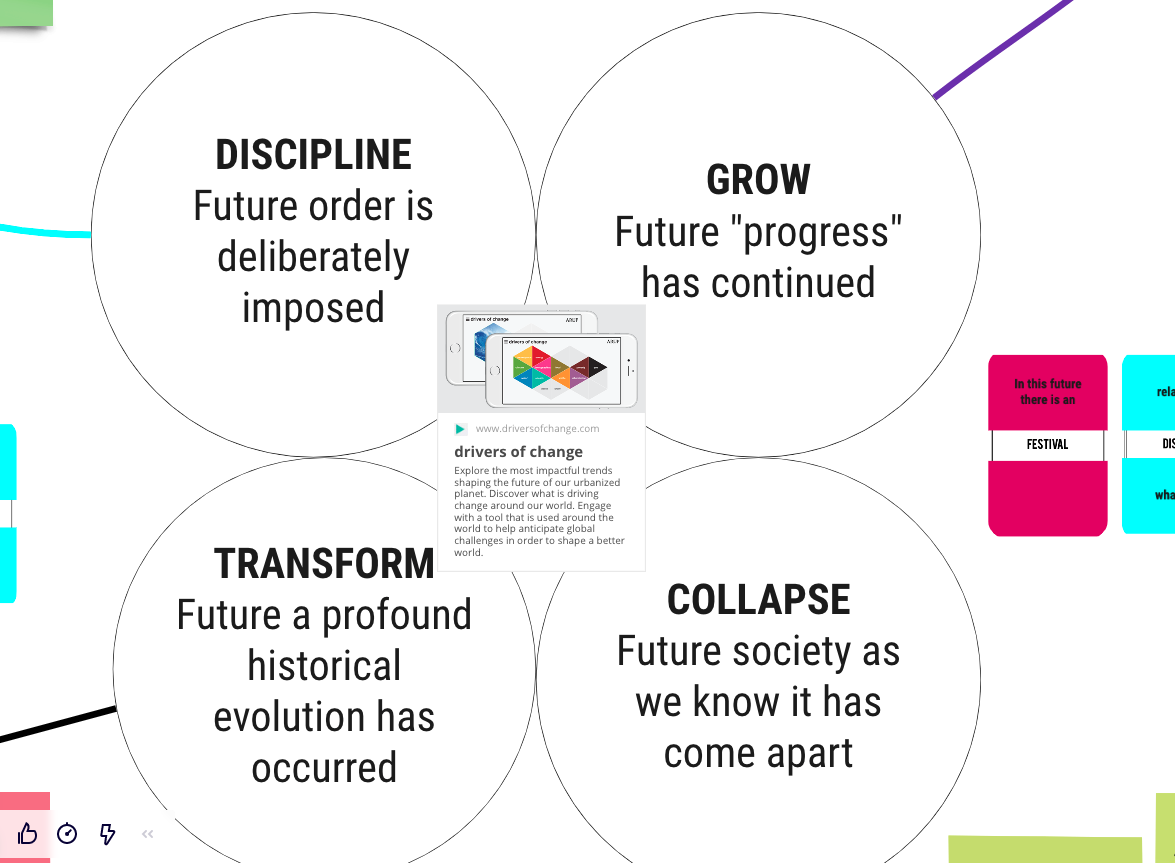 DISCIPLINE
Future order is
deliberately
imposed
GROW
Future "progress"
has continued
drivers of change
ARUP
drivers of change
ARUP
www.driversofchange.com
drivers of change
Explore the most impactful trends
shaping the future of our urbanized
planet. Discover what is driving
change around our world. Engage
with a tool that is used around the
world to help anticipate global
challenges in order to shape a better
world.
In this future
there is an
FESTIVAL
rela
DIS
wha
TRANSFORM
Future a profound
historical
evolution has
occurred
COLLAPSE
Future society as
we know it has
come apart